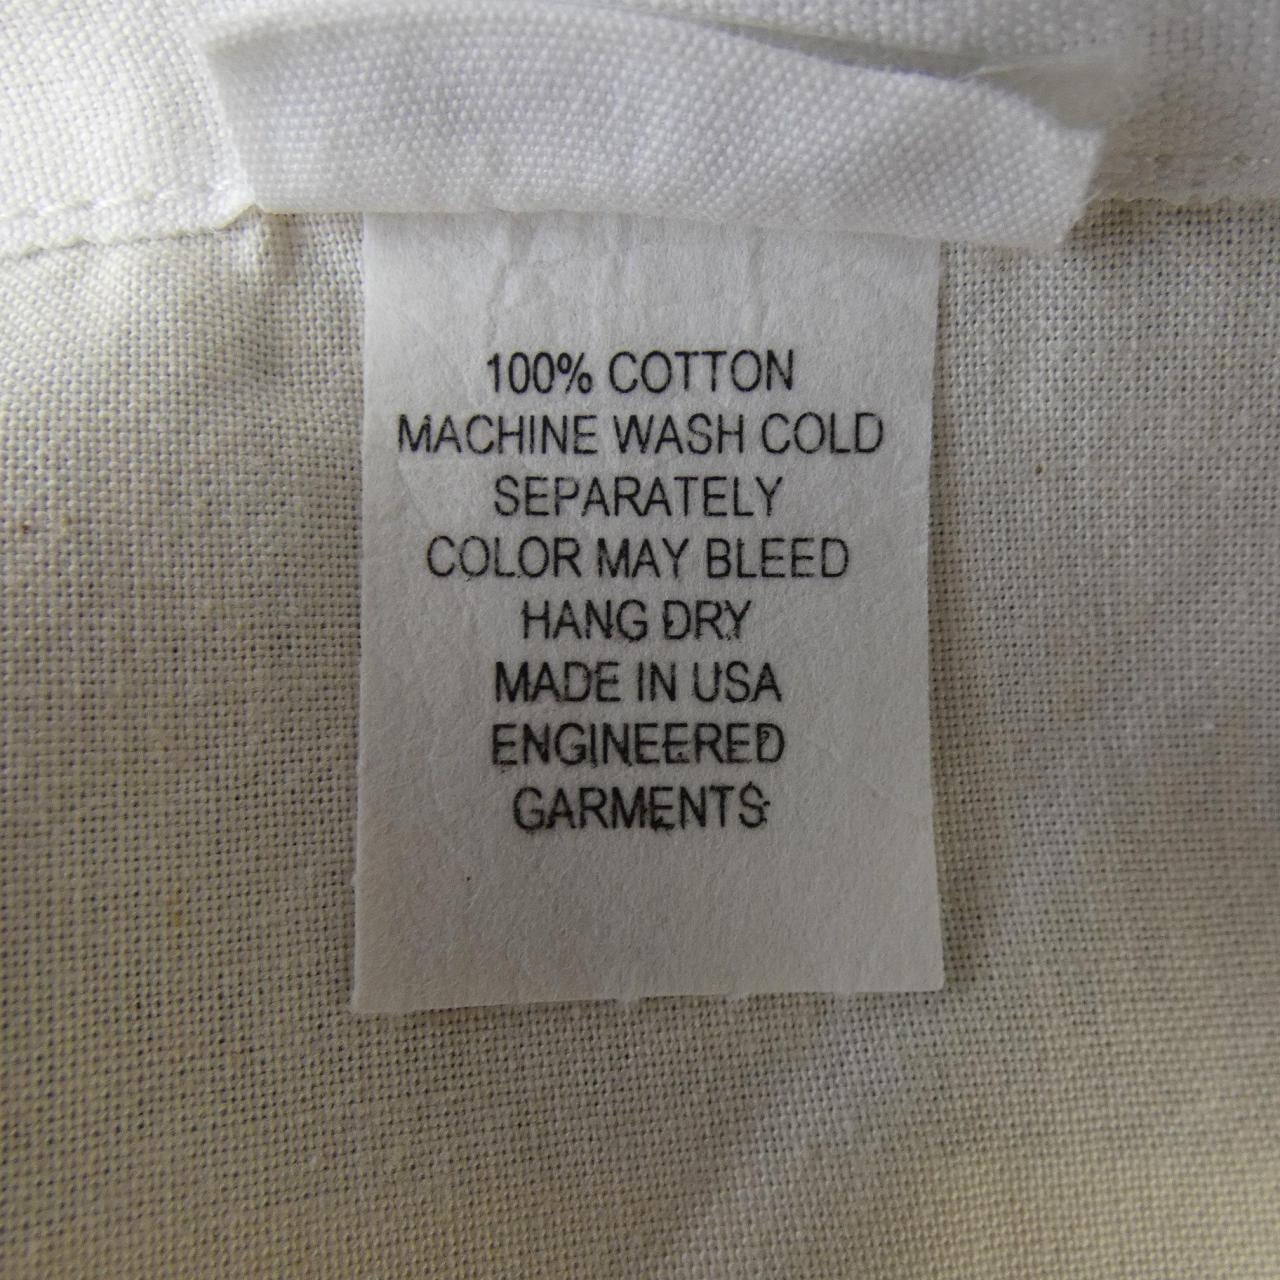 100% COTTON
MACHINE WASH COLD
SEPARATELY
COLOR MAY BLEED
HANG DRY
MADE IN USA
ENGINEERED
GARMENTS